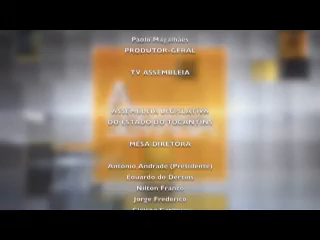 Paolo Magalhães
PRODUTOR-GERAL
TV ASSEMBLEIA
ASSEMBLEIA LEGISLATIVA
DO ESTADO DO TOCANTINS
MESA DIRETORA
Antônio Andrade (Presidente)
Eduardo do Dertins
Nilton Franco
Jorge Frederico